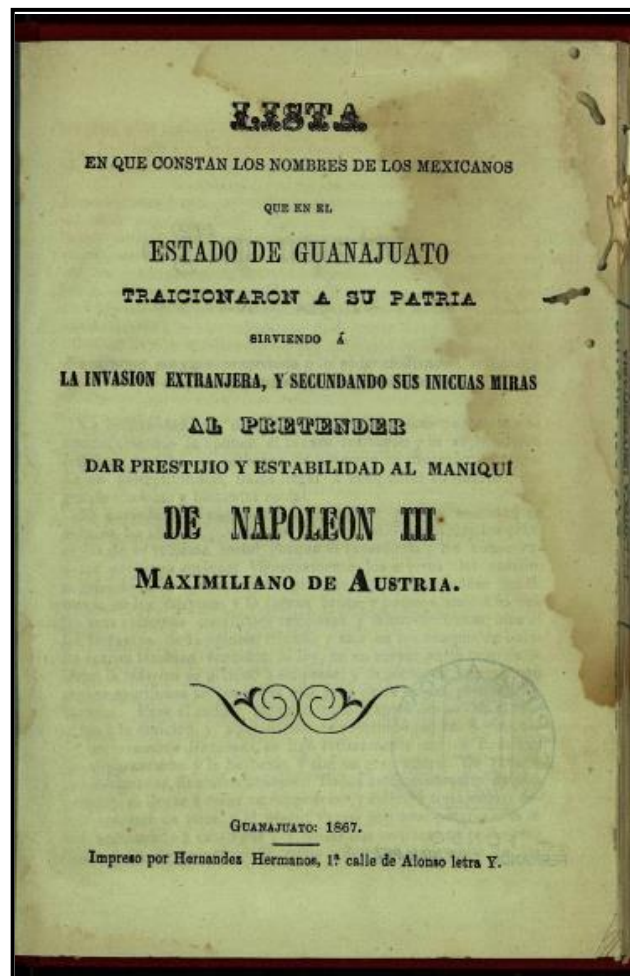 LISTA
EN QUE CONSTAN LOS NOMBRES DE LOS MEXICANOS
QUE EN EL
ESTADO DE GUANAJUATO
TRAICIONARON A SU PATRIA
SIRVIENDO Á
LA INVASION EXTRANJERA, Y SECUNDANDO SUS INICUAS MIRAS
AL PRETENDER
DAR PRESTIJIO Y ESTABILIDAD AL MANIQUÍ
DE NAPOLEON III
MAXIMILIANO DE AUSTRIA.
GUANAJUATO: 1867.
Impreso por Hernandez Hermanos, 1ª calle de Alonso letra Y.